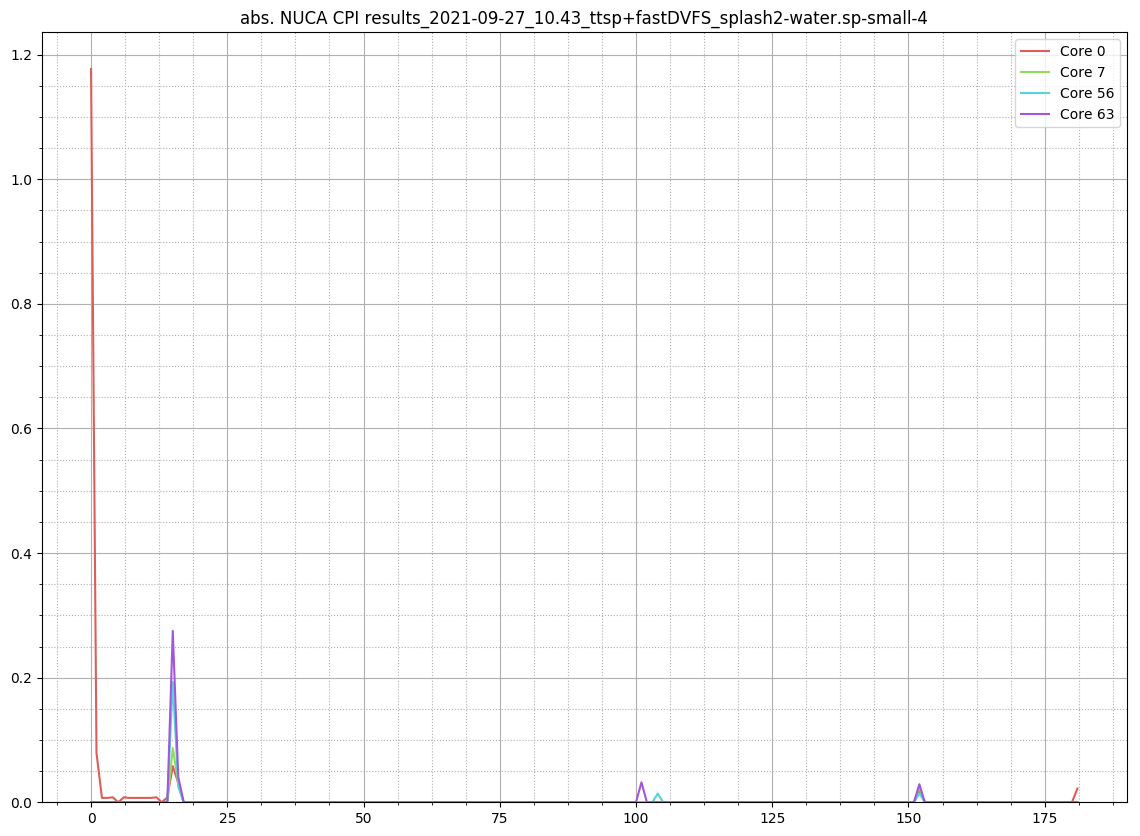 abs. NUCA CPI results_2021-09-27_10.43_ttsp+fastDVFS_splash2-water.sp-small-4
Core 0
Core 7
Core 56
Core 63
1.2
1.0
0.8
0.6
0.4
0.2
0.0
0 25 50 75 100 125 150 175